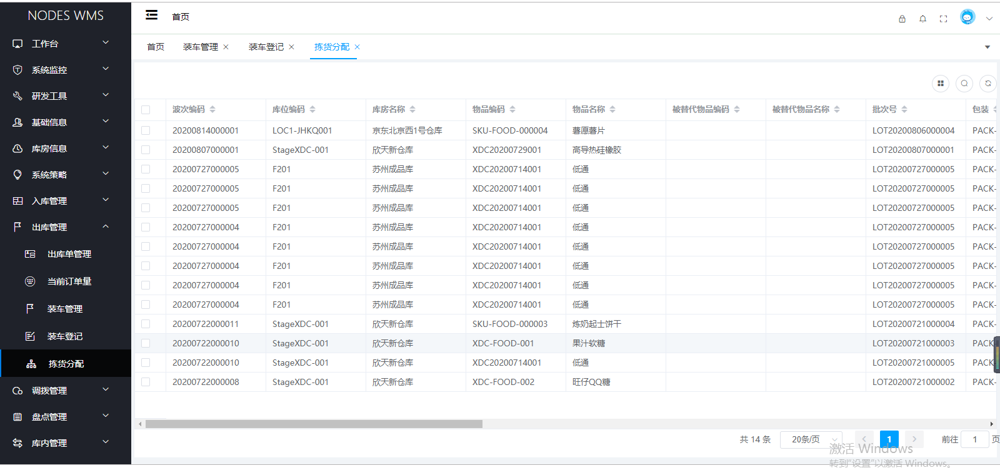 NODES WMS
首页
工作台
系统监控
研发工具
基础信息
库房信息
系统策略
入库管理
出库管理
出库单管理
当前订单量
装车管理
装车登记
拣货分配
调拨管理
盘点管理
库内管理
首页 装车管理 装车登记 拣货分配
波次编码 库位编码 库房名称 物品编码 物品名称 被替代物品编码 被替代物品名称 批次号 包装
20200814000001 LOC1-JHKQ001 京东北京西1号仓库 SKU-FOOD-000004 薯愿薯片 LOT20200806000004 PACK-
20200807000001 StageXDC-001 欣天新仓库 XDC20200729001 高导热硅橡胶 LOT20200807000001 PACK-
20200727000005 F201 苏州成品库 XDC20200714001 低通 LOT20200727000005 PACK-
20200727000005 F201 苏州成品库 XDC20200714001 低通 LOT20200727000005 PACK-
20200727000005 F201 苏州成品库 XDC20200714001 低通 LOT20200727000005 PACK-
20200727000004 F201 苏州成品库 XDC20200714001 低通 LOT20200727000005 PACK-
20200727000004 F201 苏州成品库 XDC20200714001 低通 LOT20200727000005 PACK-
20200727000004 F201 苏州成品库 XDC20200714001 低通 LOT20200727000005 PACK-
20200727000004 F201 苏州成品库 XDC20200714001 低通 LOT20200727000005 PACK-
20200727000004 F201 苏州成品库 XDC20200714001 低通 LOT20200727000005 PACK-
20200722000011 StageXDC-001 欣天新仓库 SKU-FOOD-000003 炼奶起士饼干 LOT20200721000004 PACK-
20200722000010 StageXDC-001 欣天新仓库 XDC-FOOD-001 果汁软糖 LOT20200721000003 PACK
20200722000010 StageXDC-001 欣天新仓库 XDC20200714001 低通 LOT20200721000005 PACK
20200722000008 StageXDC-001 欣天新仓库 XDC-FOOD-002 旺仔QQ糖 LOT20200721000002 PACK-
共 14 条 20条/页 1 前往 1 页
激活 Windows
转到"设置"以激活 Windows。